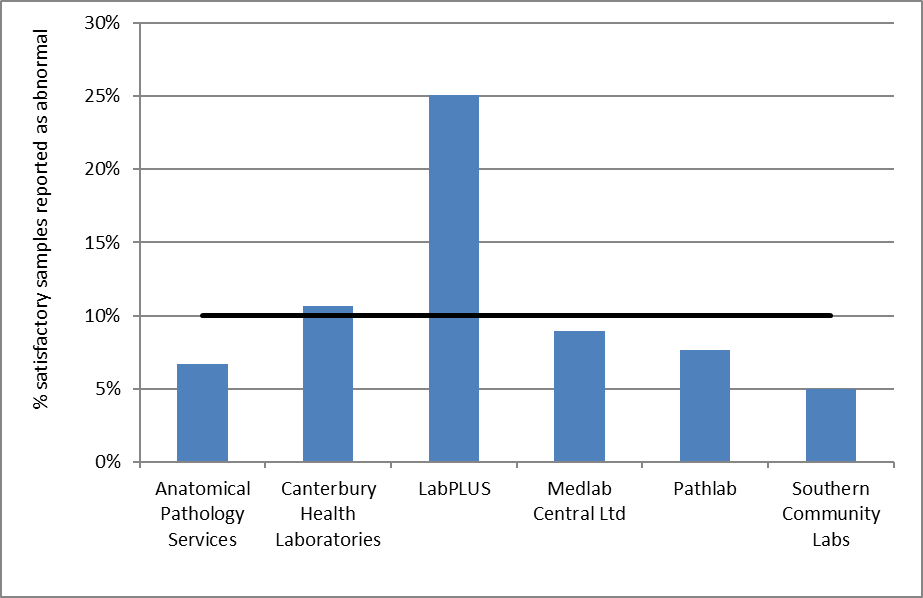 % satisfactory samples reported as abnormal
30%
25%
20%
15%
10%
5%
0%
Anatomical
Pathology
Services
Canterbury
Health
Laboratories
LabPLUS
Medlab
Central Ltd
Pathlab
Southern
Community
Labs